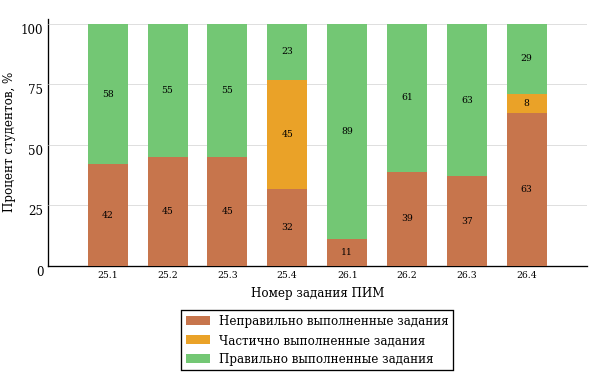 Процент студентов, %
100
75
50
25
0
58 55 55 23 89 61 63 29
45 8
42 45 45 32 11 39 37 63
25.1 25.2 25.3 25.4 26.1 26.2 26.3 26.4
Номер задания ПИМ
Неправильно выполненные задания
Частично выполненные задания
Правильно выполненные задания